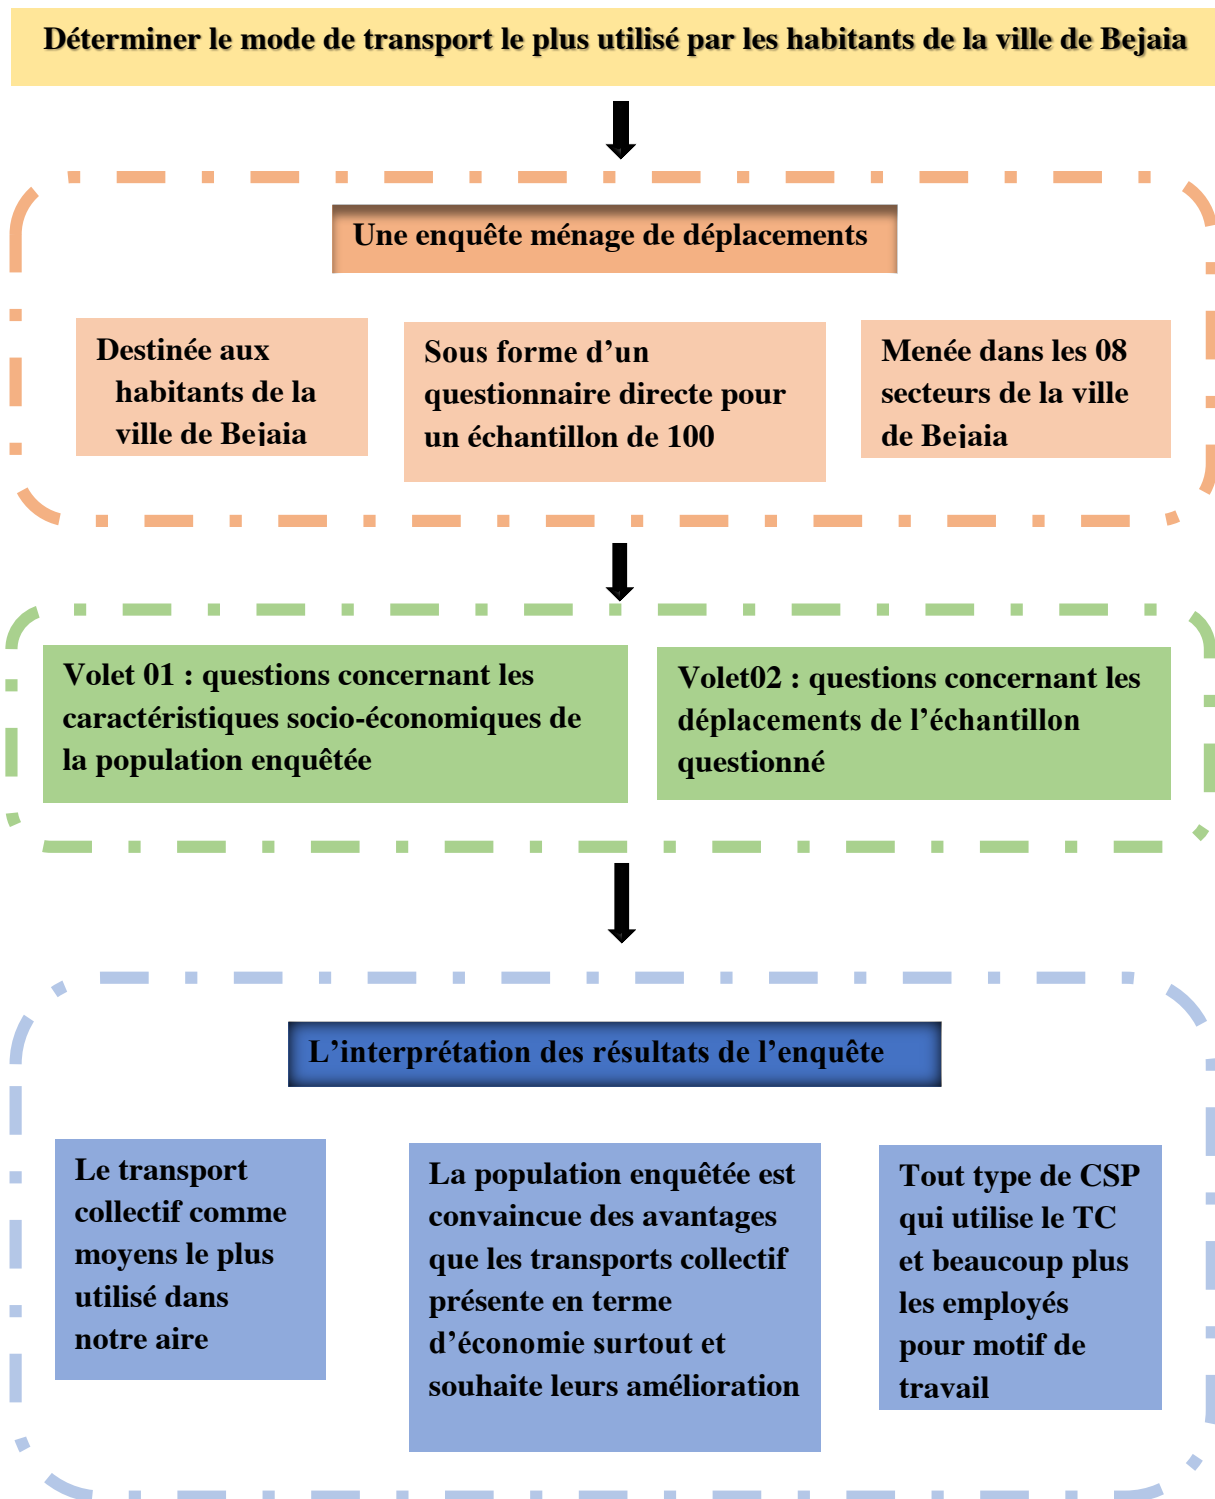 Déterminer le mode de transport le plus utilisé par les habitants de la ville de Bejaia
Une enquête ménage de déplacements
Destinée aux
habitants de la
ville de Bejaia
Sous forme d’un
questionnaire directe pour
un échantillon de 100
Menée dans les 08
secteurs de la ville
de Bejaia
Volet 01 : questions concernant les
caractéristiques socio-économiques de
la population enquêtée
Volet02 : questions concernant les
déplacements de l’échantillon
questionné
L’interprétation des résultats de l’enquête
Le transport
collectif comme
moyens le plus
utilisé dans
notre aire
La population enquêtée est
convaincue des avantages
que les transports collectif
présente en terme
d’économie surtout et
souhaite leurs amélioration
Tout type de CSP
qui utilise le TC
et beaucoup plus
les employés
pour motif de
travail